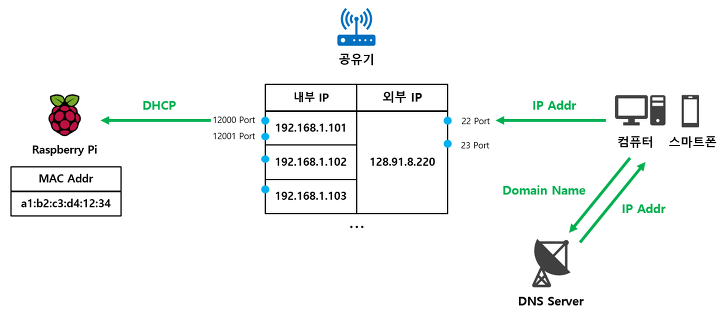 공유기
내부 IP
외부 IP
DHCP
12000 Port
12001 Port
192.168.1.101
192.168.1.102
192.168.1.103
128.91.8.220
...
22 Port
23 Port
IP Addr
컴퓨터
스마트폰
Raspberry Pi
MAC Addr
a1:b2:c3:d4:12:34
Domain Name
IP Addr
DNS Server